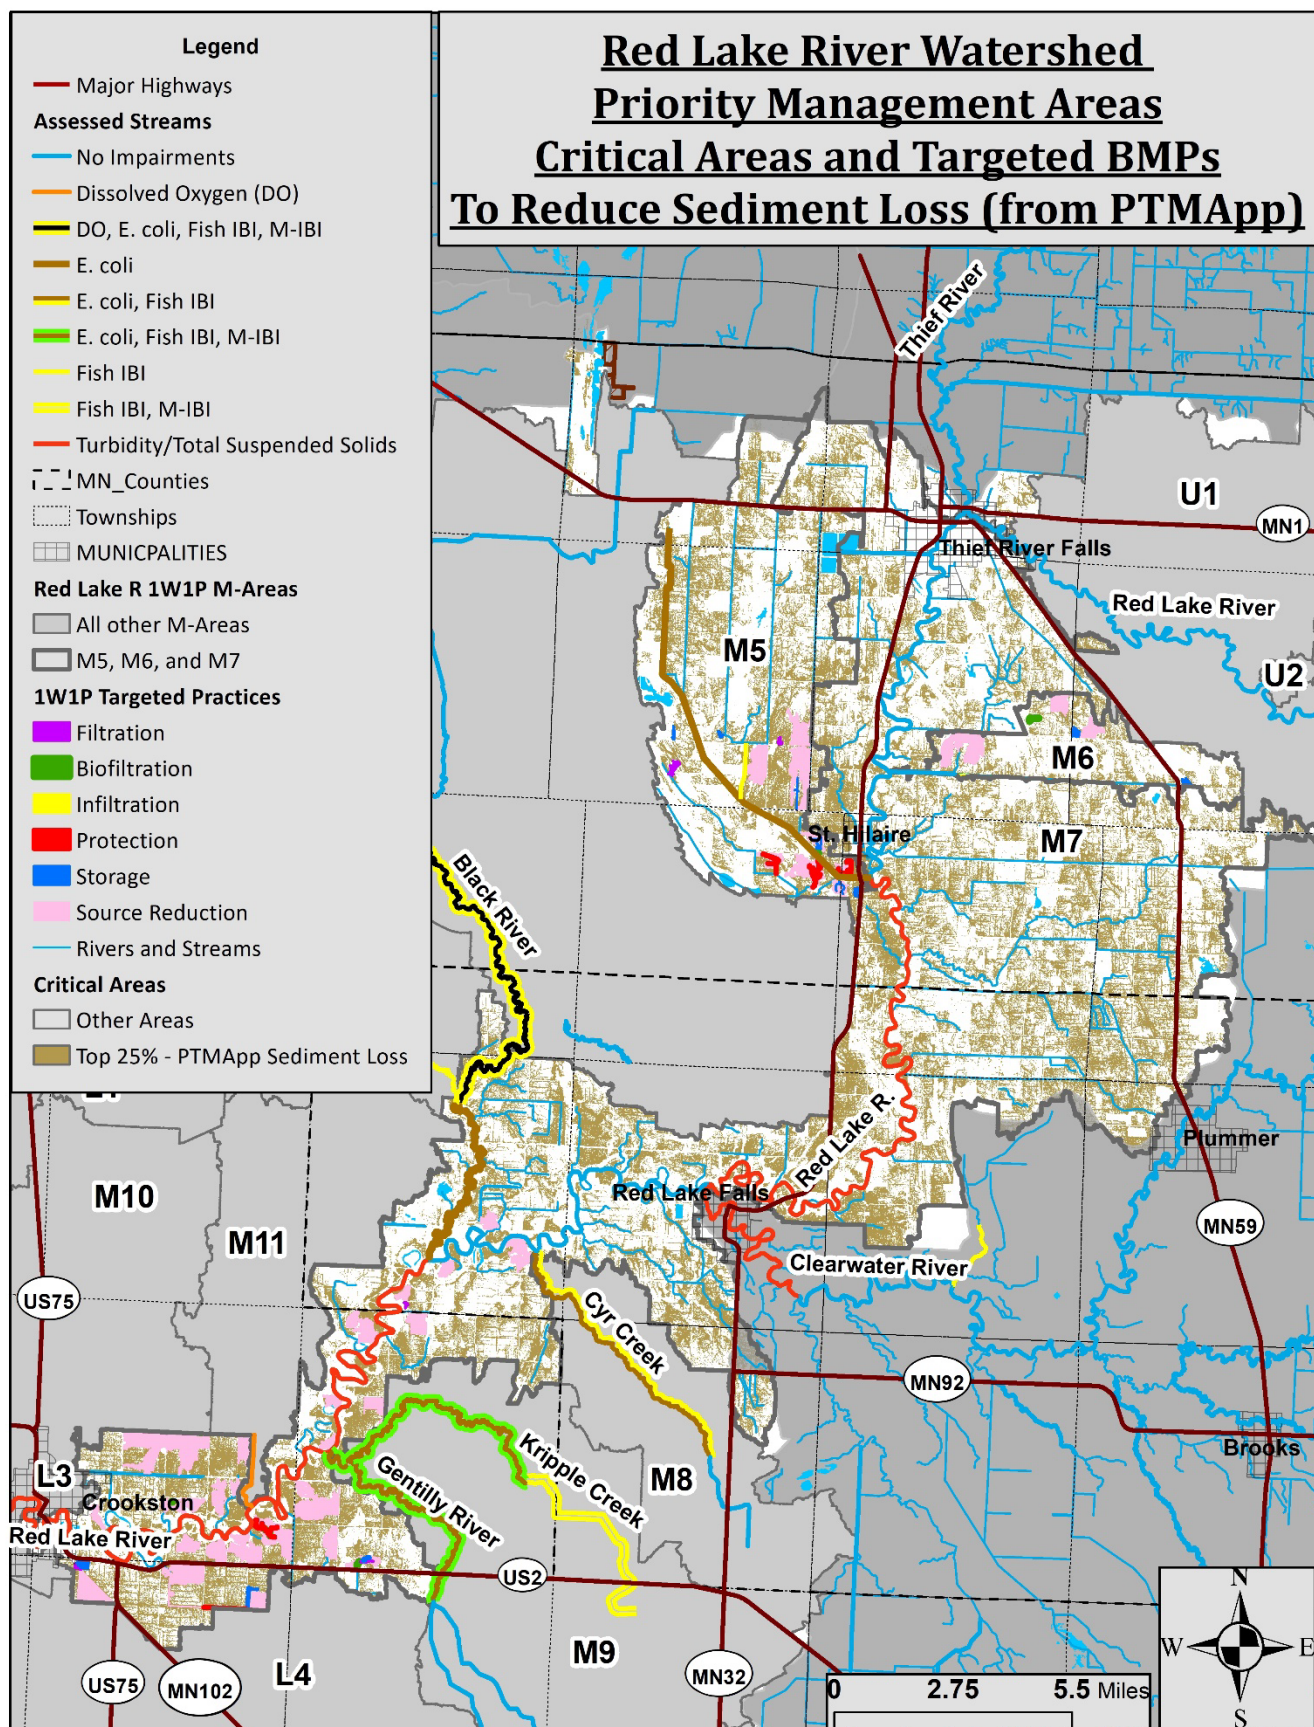 Red Lake River Watershed
Priority Management Areas
Critical Areas and Targeted BMPs
To Reduce Sediment Loss (from PTMApp)
Legend
Major Highways
Assessed Streams
No Impairments
Dissolved Oxygen (DO)
DO, E. coli, Fish IBI, M-IBI
E. coli
E. coli, Fish IBI
E. coli, Fish IBI, M-IBI
Fish IBI
Fish IBI, M-IBI
Turbidity/Total Suspended Solids
MN_Counties
Townships
MUNICPALITIES
Red Lake R 1W1P M-Areas
All other M-Areas
M5, M6, and M7
1W1P Targeted Practices
Filtration
Biofiltration
Infiltration
Protection
Storage
Source Reduction
Rivers and Streams
Critical Areas
Other Areas
Top 25% - PTMApp Sediment Loss
Thief River
U1
MN1
Thief River Falls
Red Lake River
M5
U2
M6
St. Hilaire
M7
Black River
Red Lake R.
Plummer
M10
Red Lake Falls
M11
MN59
Clearwater River
US75
Cyr Creek
MN92
Brooks
Kripple Creek
L3
M8
Gentilly River
Crookston
Red Lake River
US2
N
W
E
S
M9
L4
US75
MN102
MN32
0 2.75 5.5 Miles